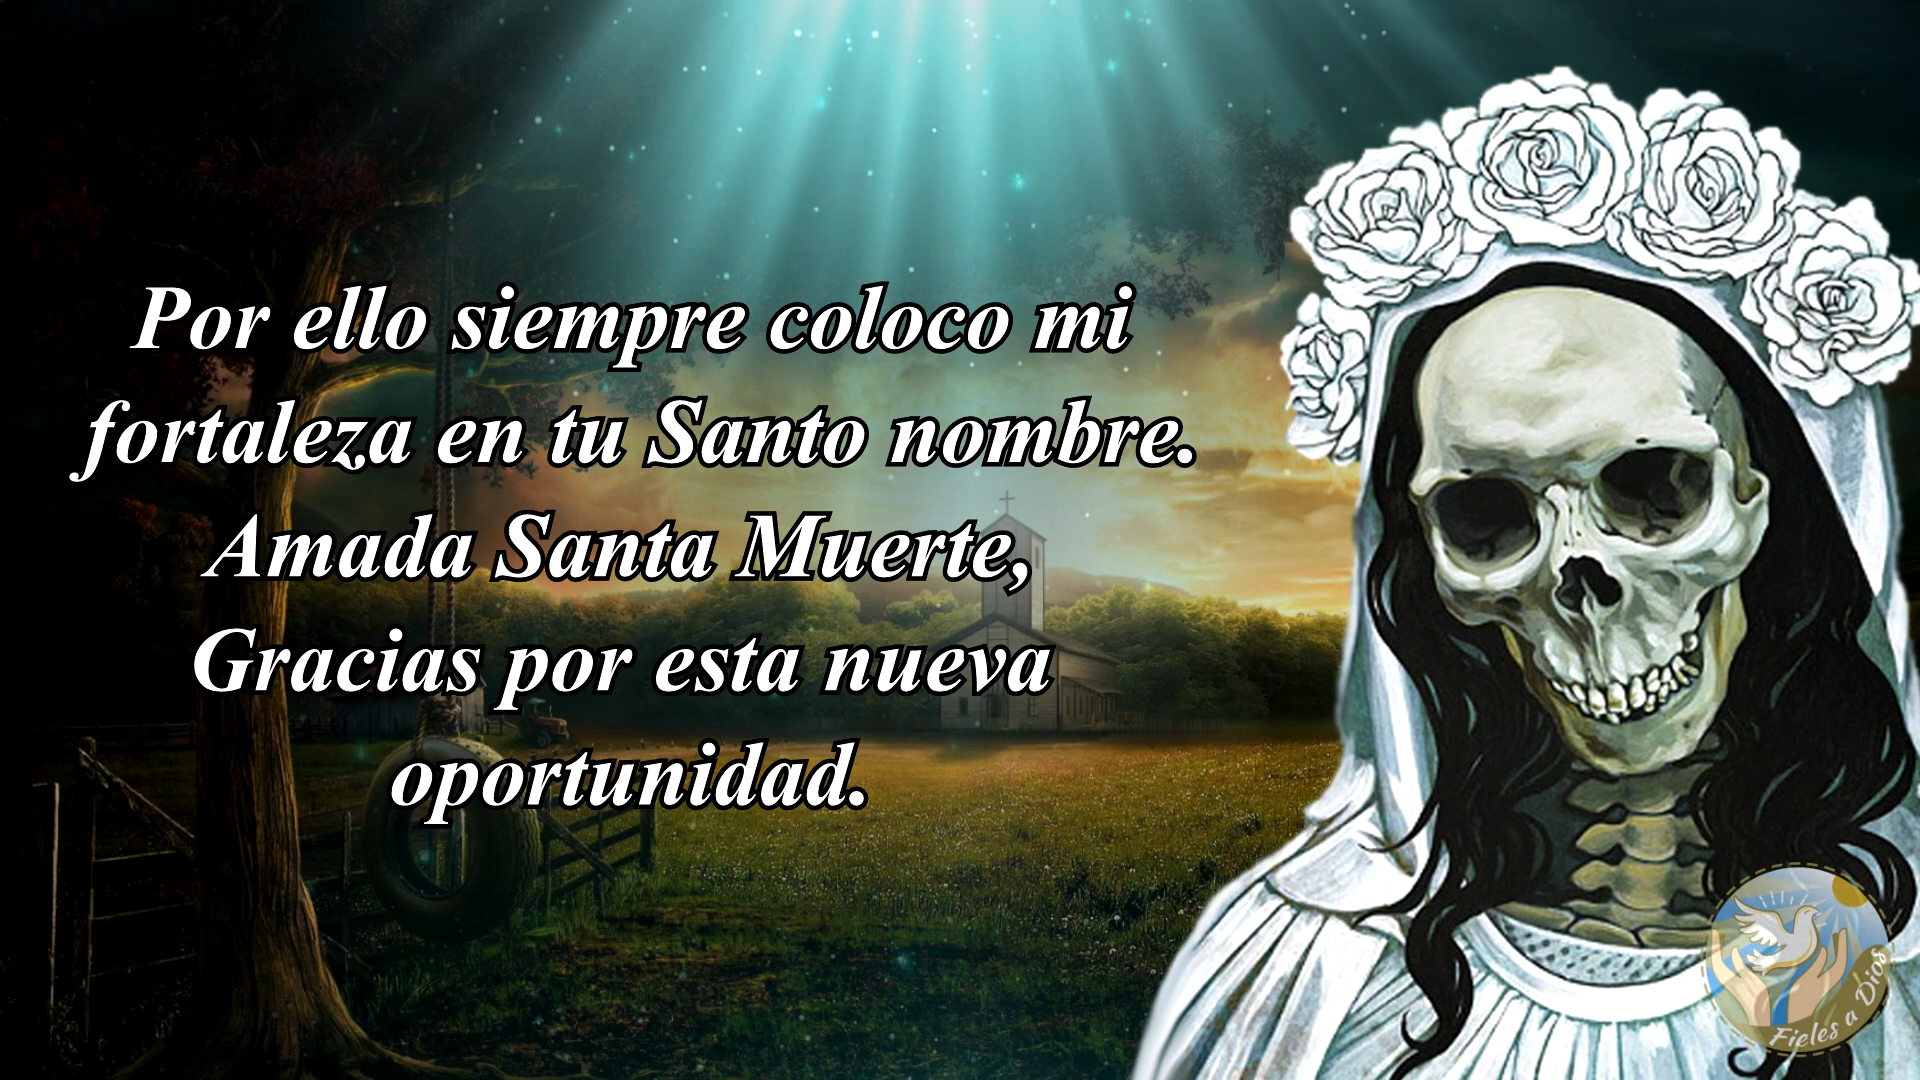 Por ello siempre coloco mi
fortaleza en tu Santo nombre.
Amada Santa Muerte,
Gracias por esta nueva
oportunidad.
Fieles a Dios